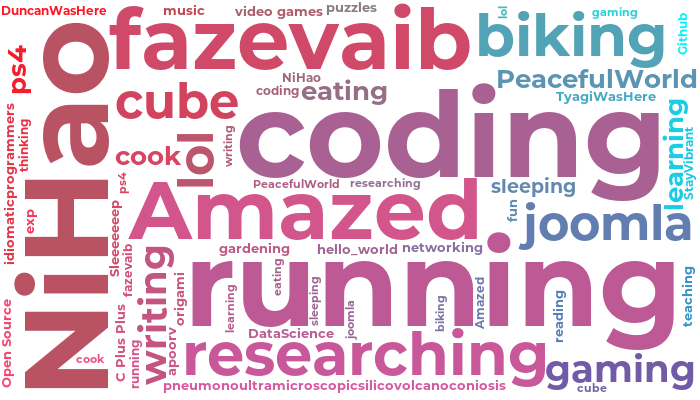 DuncanWasHere
music
video games
puzzles
lol
gaming
Github
fazevaib
biking
ps4
NiHao
NiHao
coding
eating
PeacefulWorld
TyagiWasHere
cube
coding
learning
StayVibrant
idiomaticprogrammers
thinking
writing
lol
cook
ps4
PeacefulWorld
researching
sleeping
fun
exp
Sleeeeeeep
Amazed
joomla
gardening
hello_world
networking
fazevaib
writing
origami
running
eating
learning
sleeping
joomla
biking
Amazed
reading
teaching
Open Source
C Plus Plus
running
apoorv
DataScience
researching
cook
gaming
cube
pneumonoultramicroscopicsilicovolcanoconiosis